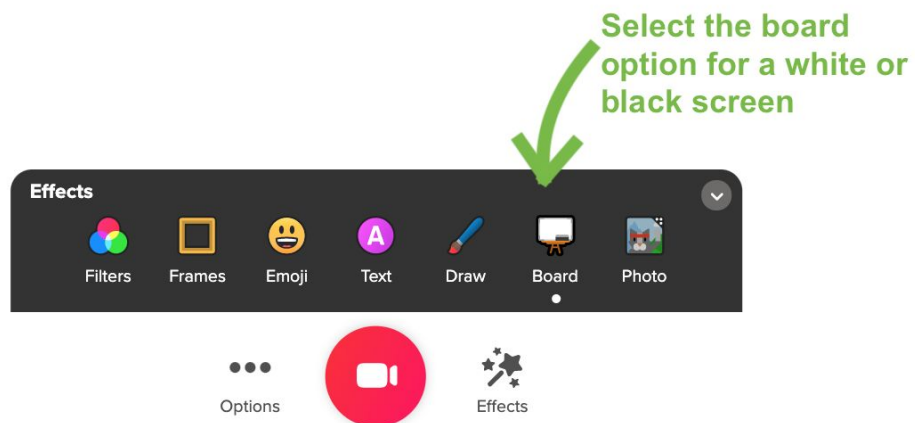 Select the board
option for a white or
black screen
Effects
A
Filters Frames Emoji Text Draw Board Photo
Options Effects